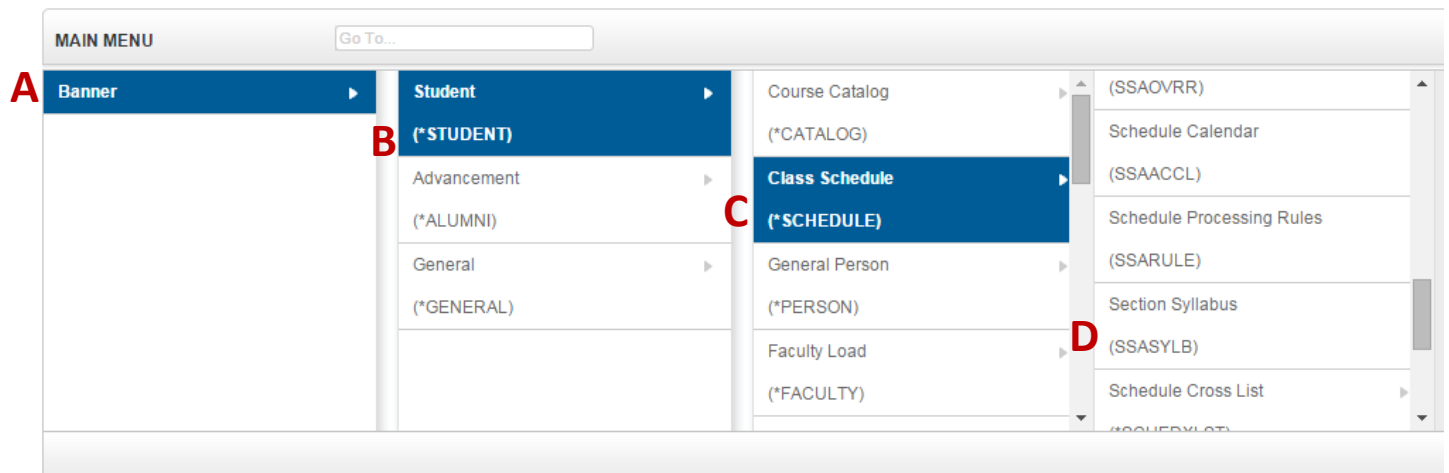 MAIN MENU
Go To...
A
Banner
B
Student
(*STUDENT)
Advancement
(*ALUMNI)
General
(*GENERAL)
C
Course Catalog
(*CATALOG)
Class Schedule
(*SCHEDULE)
General Person
(*PERSON)
Faculty Load
(*FACULTY)
D
(SSAOVRR)
Schedule Calendar
(SSAACCL)
Schedule Processing Rules
(SSARULE)
Section Syllabus
(SSASYLB)
Schedule Cross List